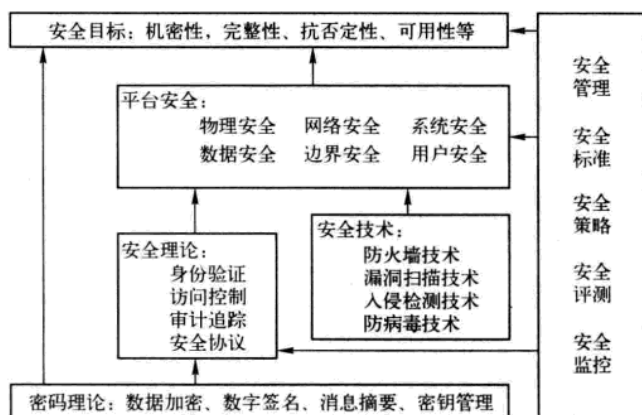 安全目标：机密性，完整性、抗否定性、可用性等
平台安全：
物理安全 网络安全 系统安全
数据安全 边界安全 用户安全
安全理论：
身份验证
访问控制
审计追踪
安全协议
安全技术：
防火墙技术
漏洞扫描技术
入侵检测技术
防病毒技术
密码理论：数据加密、数字签名、消息摘要、密钥管理
安全
管理
安全
标准
安全
策略
安全
评测
安全
监控